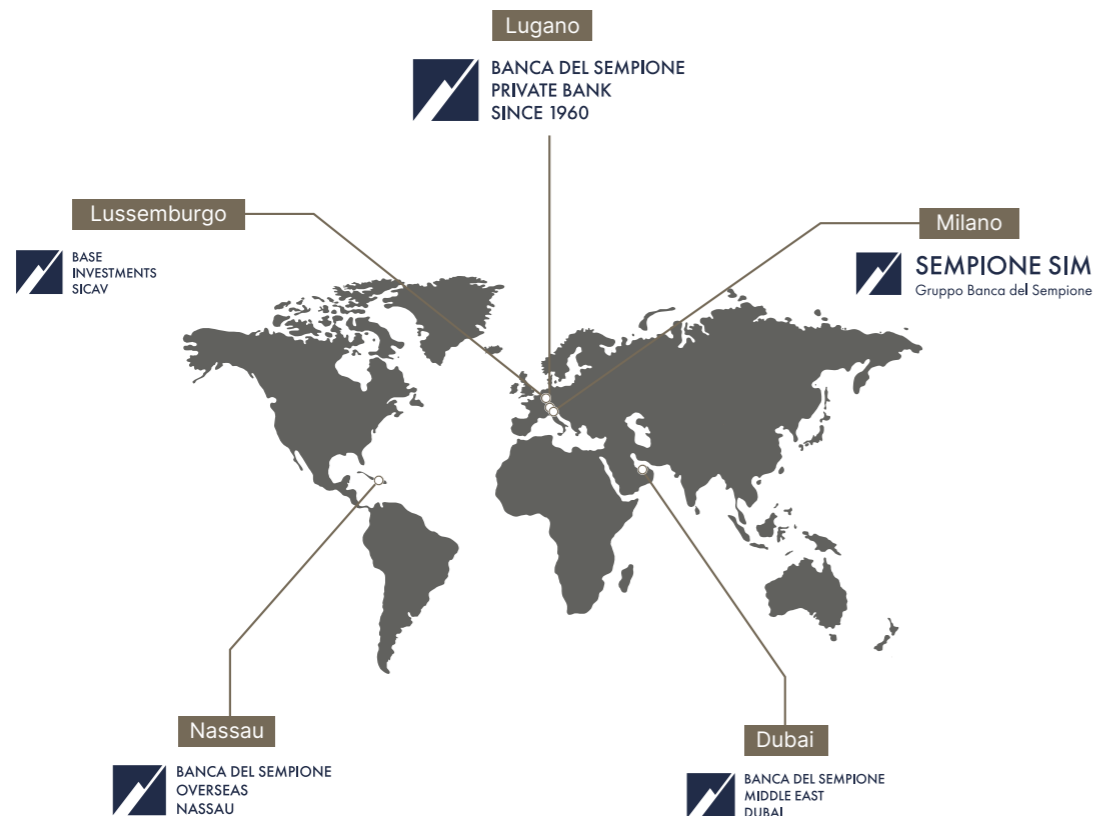 Lugano
BANCA DEL SEMPIONE
PRIVATE BANK
SINCE 1960
Lussemburgo
BASE
INVESTMENTS
SICAV
Milano
SEMPIONE SIM
Gruppo Banca del Sempione
Nassau
BANCA DEL SEMPIONE
OVERSEAS
NASSAU
Dubai
BANCA DEL SEMPIONE
MIDDLE EAST
DUBAI